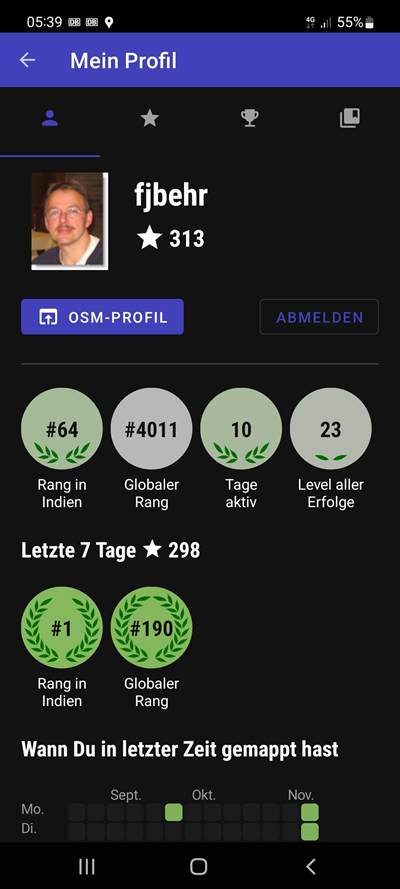 05:39 DB DB 4G 55%
Mein Profil
fjbehr
313
OSM-PROFIL
ABMELDEN
#64 #4011 10 23
Rang in Globaler Tage Level aller
Indien Rang aktiv Erfolge
Letzte 7 Tage ★ 298
#1 #190
Rang in Globaler
Indien Rang
Wann Du in letzter Zeit gemappt hast
Sept. Okt. Nov.
Mo.
Di.